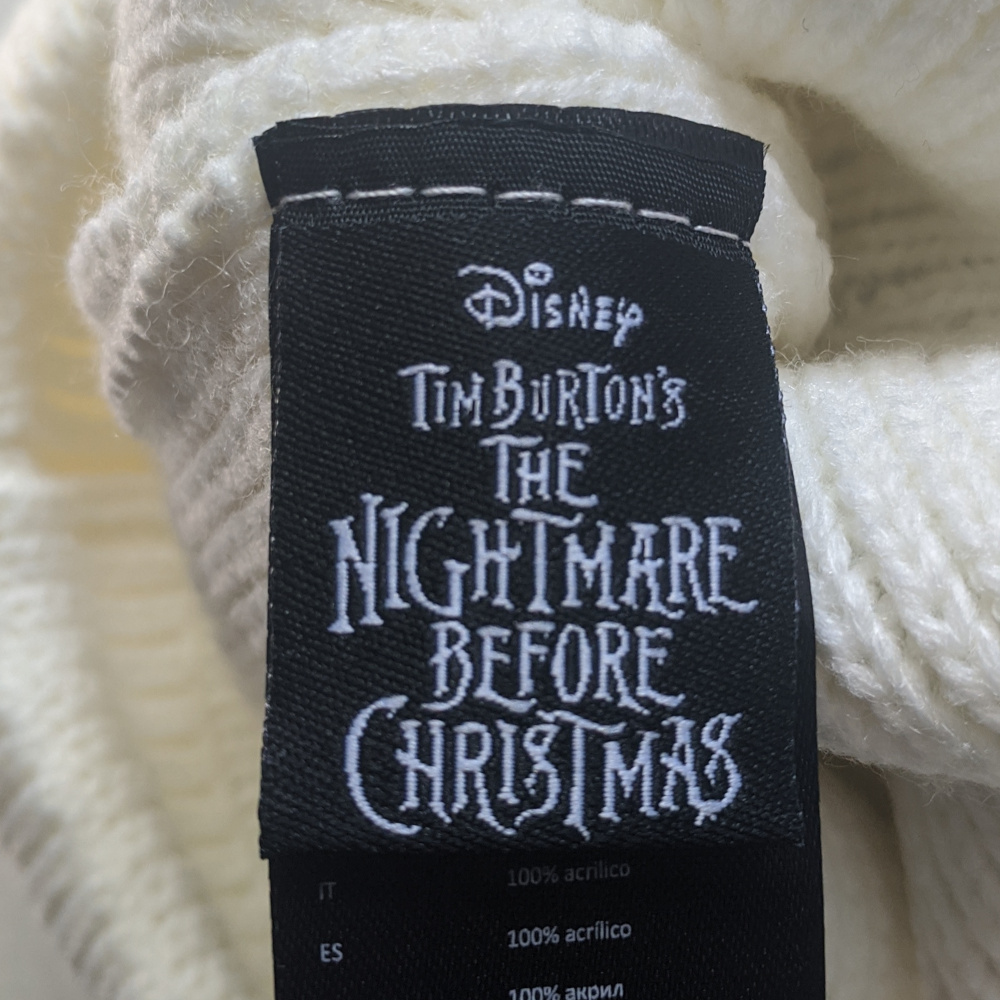 Disney
Tim Burton's
The
Nightmare
Before
Christmas
IT 100% acrilico
ES 100% acrílico
100% акрил